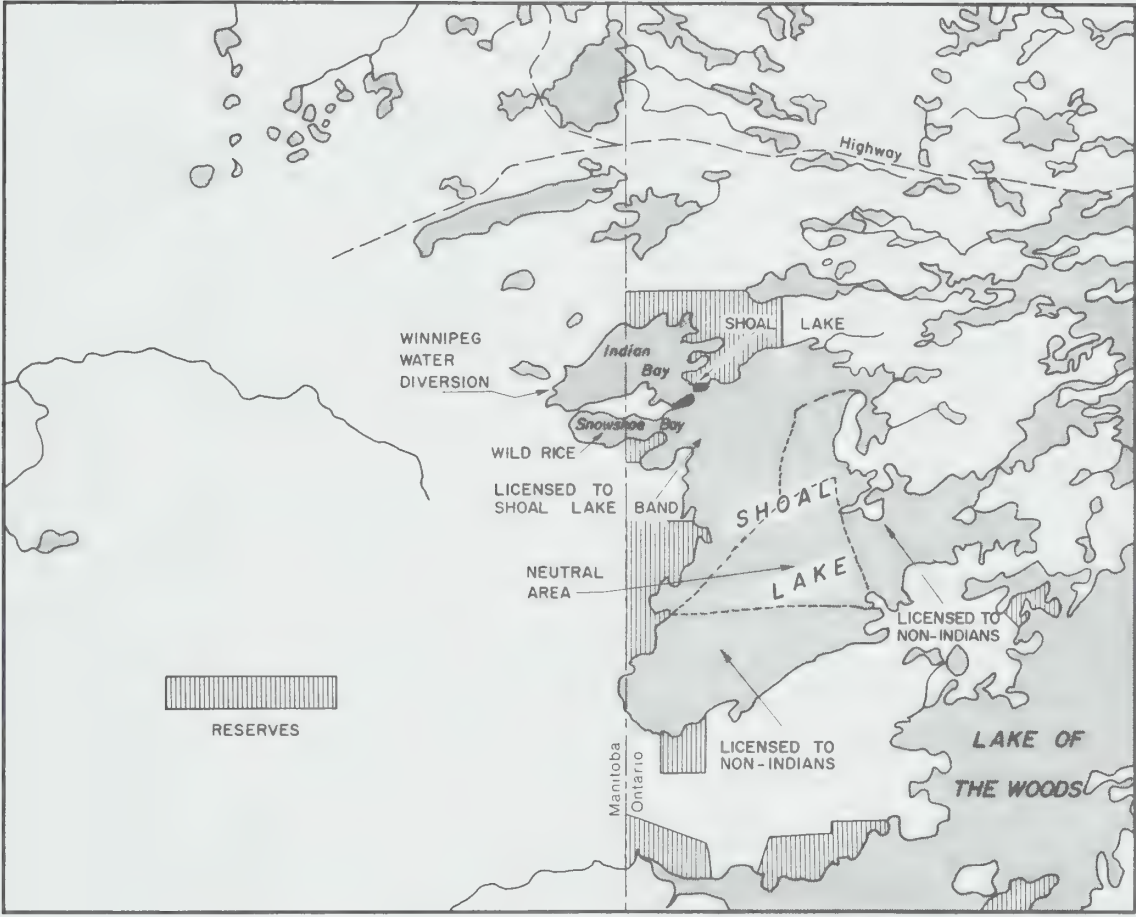 Highway
SHOAL LAKE
WINNIPEG
WATER
DIVERSION
Indian
Bay
Snowshoe Bay
WILD RICE
LICENSED TO
SHOAL LAKE BAND
SHOAL
LAKE
NEUTRAL
AREA
LICENSED TO
NON-INDIANS
RESERVES
LICENSED TO
NON-INDIANS
Manitoba
Ontario
LAKE OF
THE WOODS